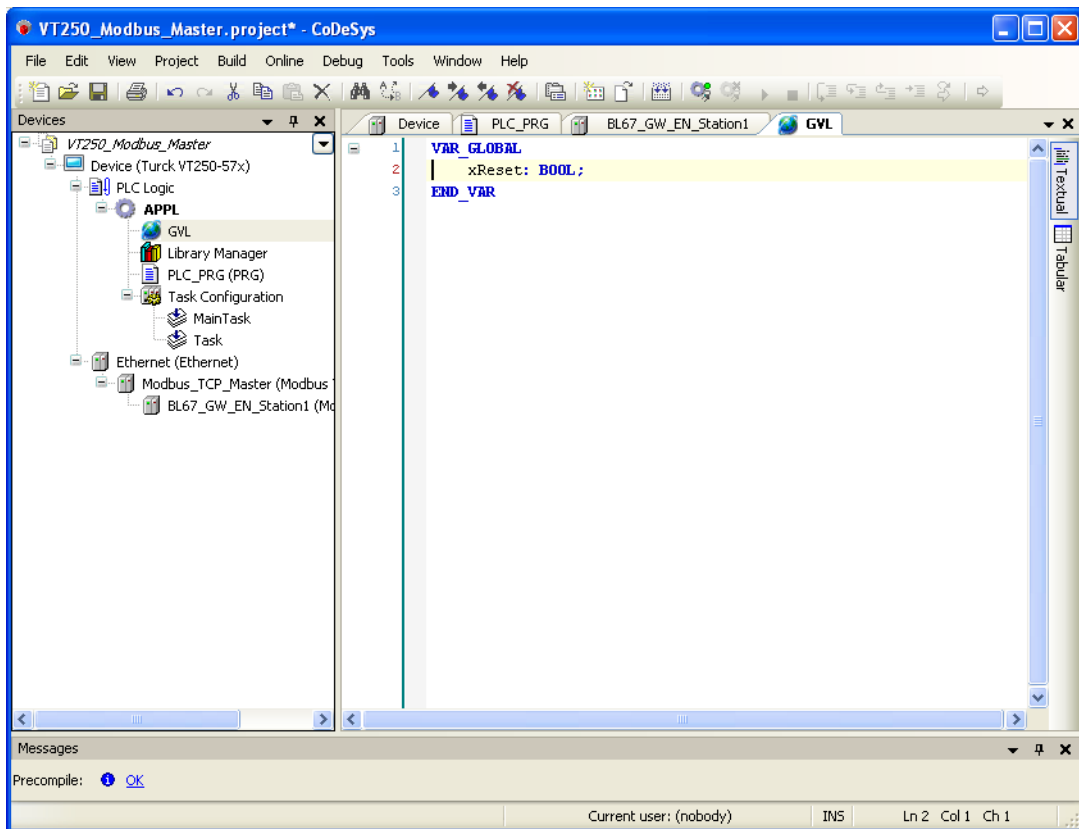 VT250_Modbus_Master.project* - CoDeSys
File Edit View Project Build Online Debug Tools Window Help
Devices
VT250_Modbus_Master
Device (Turck VT250-57x)
PLC Logic
APPL
GVL
Library Manager
PLC_PRG (PRG)
Task Configuration
MainTask
Task
Ethernet (Ethernet)
Modbus_TCP_Master (Modbus
BL67_GW_EN_Station1 (Mo
Device PLC_PRG BL67_GW_EN_Station1 GVL
1 VAR_GLOBAL
2 xReset: BOOL;
3 END_VAR
Textual
Tabular
Messages
Precompile: OK
Current user: (nobody) INS Ln 2 Col 1 Ch 1